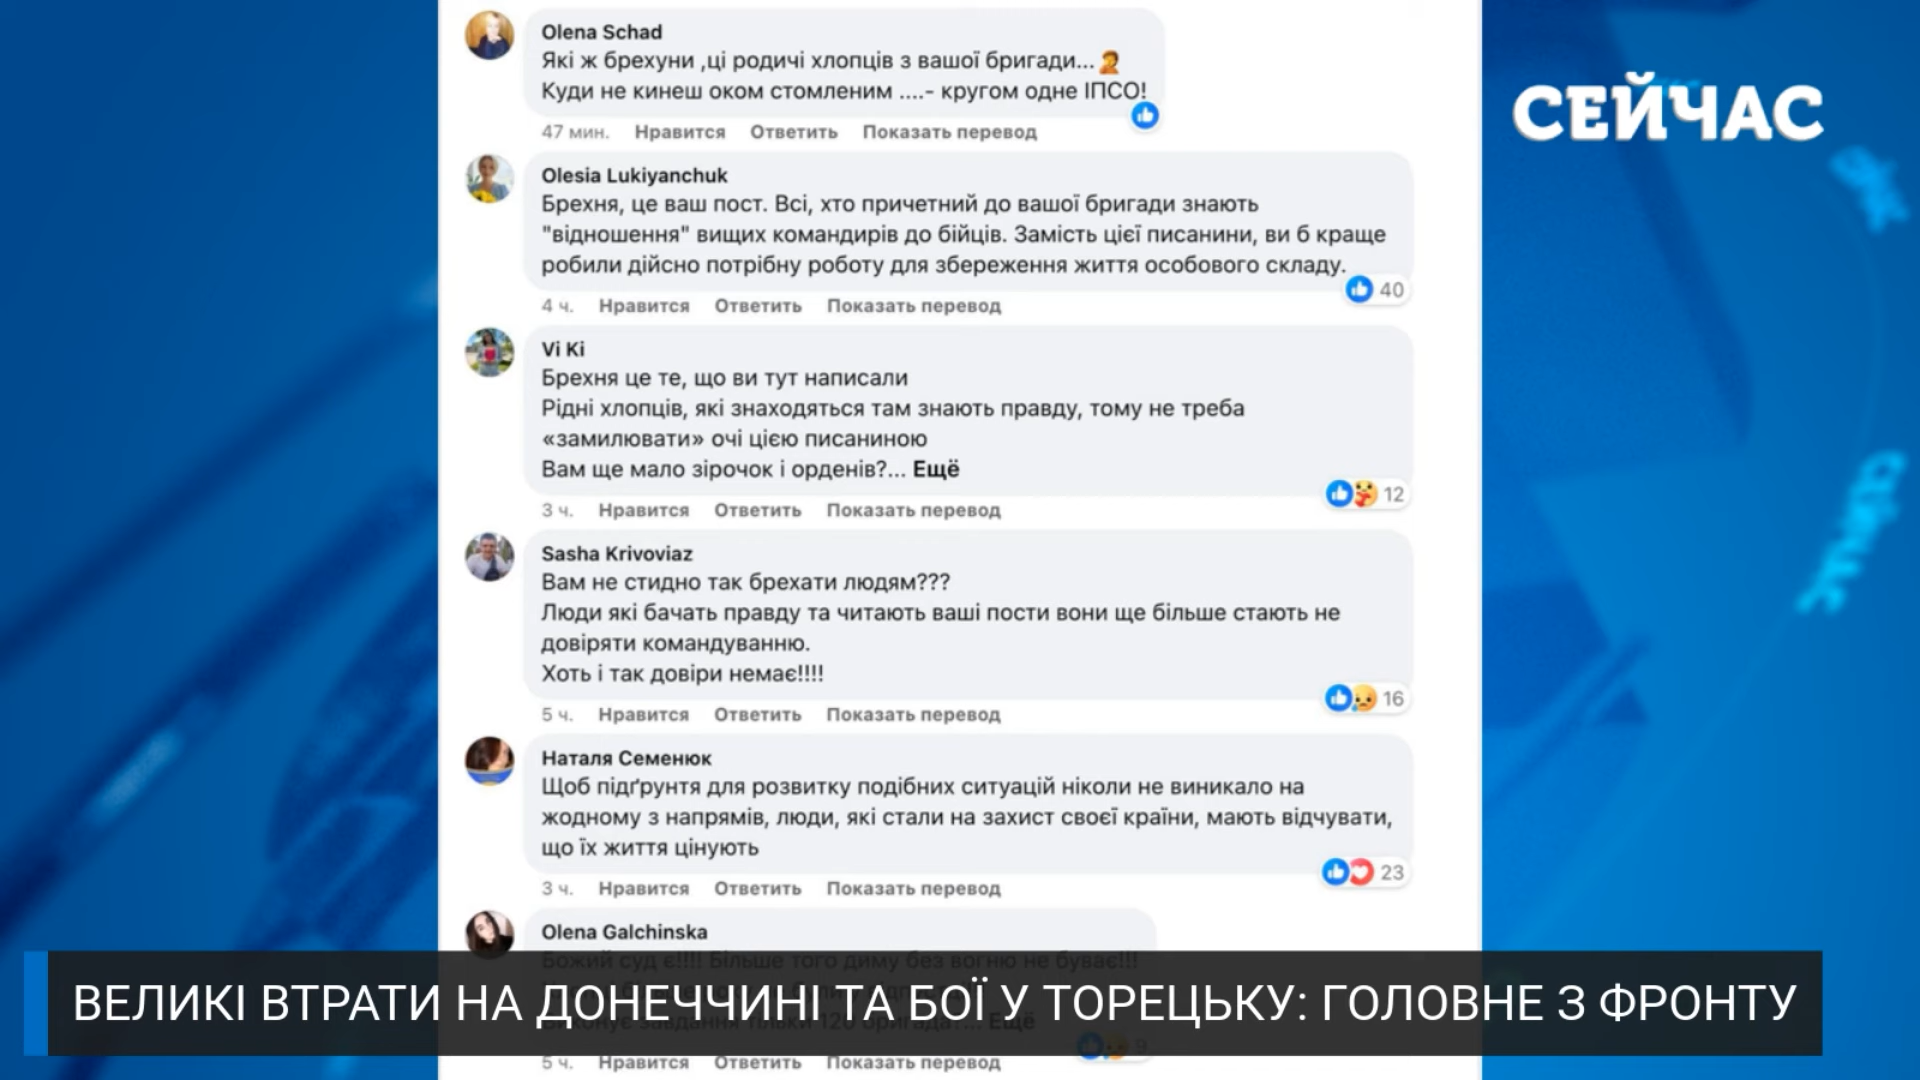 Olena Schad
Які ж брехуни ,ці родичі хлопців з вашої бригади...
Куди не кинеш оком стомленим ....- кругом одне ІПСО!
47 мин. Нравится Ответить Показать перевод
СЕЙЧАС
Olesia Lukiyanchuk
Брехня, це ваш пост. Всі, хто причетний до вашої бригади знають
"відношення" вищих командирів до бійців. Замість цієї писанини, ви б краще
робили дійсно потрібну роботу для збереження життя особового складу.
40
4 ч. Нравится Ответить Показать перевод
Vi Ki
Брехня це те, що ви тут написали
Рідні хлопців, які знаходяться там знають правду, тому не треба
«замилювати» очі цією писаниною
Вам ще мало зірочок і орденів?... Ещё
12
3 ч. Нравится Ответить Показать перевод
Sasha Krivoviaz
Вам не стидно так брехати людям???
Люди які бачать правду та читають ваші пости вони ще більше стають не
довіряти командуванню.
Хоть і так довіри немає!!!!
16
5 ч. Нравится Ответить Показать перевод
Наталя Семенюк
Щоб підґрунтя для розвитку подібних ситуацій ніколи не виникало на
жодному з напрямів, люди, які стали на захист своєї країни, мають відчувати,
що їх життя цінують
23
3 ч. Нравится Ответить Показать перевод
Olena Galchinska
Божий суд є!!!! Більше того диму без вогню не буває!!!
ВЕЛИКІ ВТРАТИ НА ДОНЕЧЧИНІ ТА БОЇ У ТОРЕЦЬКУ: ГОЛОВНЕ З ФРОНТУ
Виконує завдання тільки 120 бригада?... Ещё
9
5 ч. Нравится Ответить Показать перевод